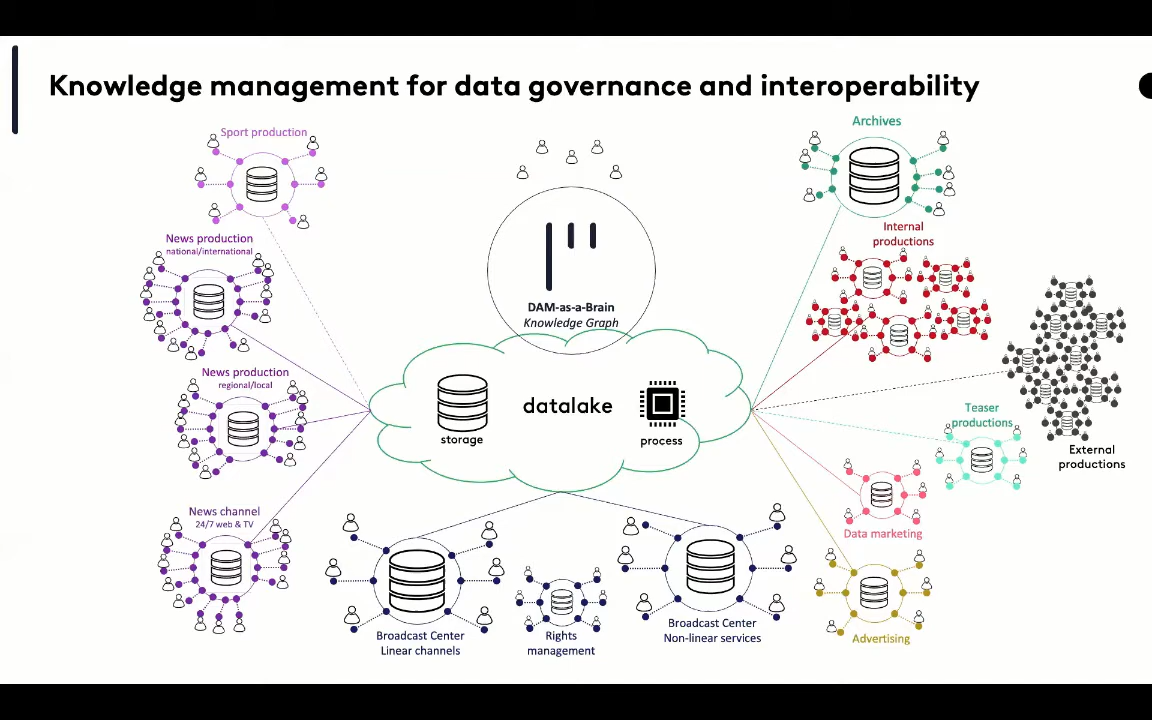 Knowledge management for data governance and interoperability
Sport production
News production
national/international
News production
regional/local
News channel
24/7 web & TV
DAM-as-a-Brain
Knowledge Graph
storage
datalake
process
Archives
Internal
productions
External
productions
Teaser
productions
Data marketing
Advertising
Broadcast Center
Linear channels
Rights
management
Broadcast Center
Non-linear services